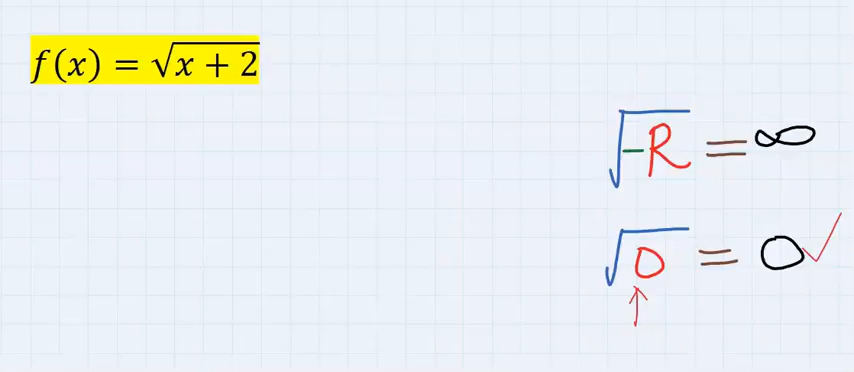 f(x) = √(x + 2)
√(-R) = ∞
√0 = 0 ✓